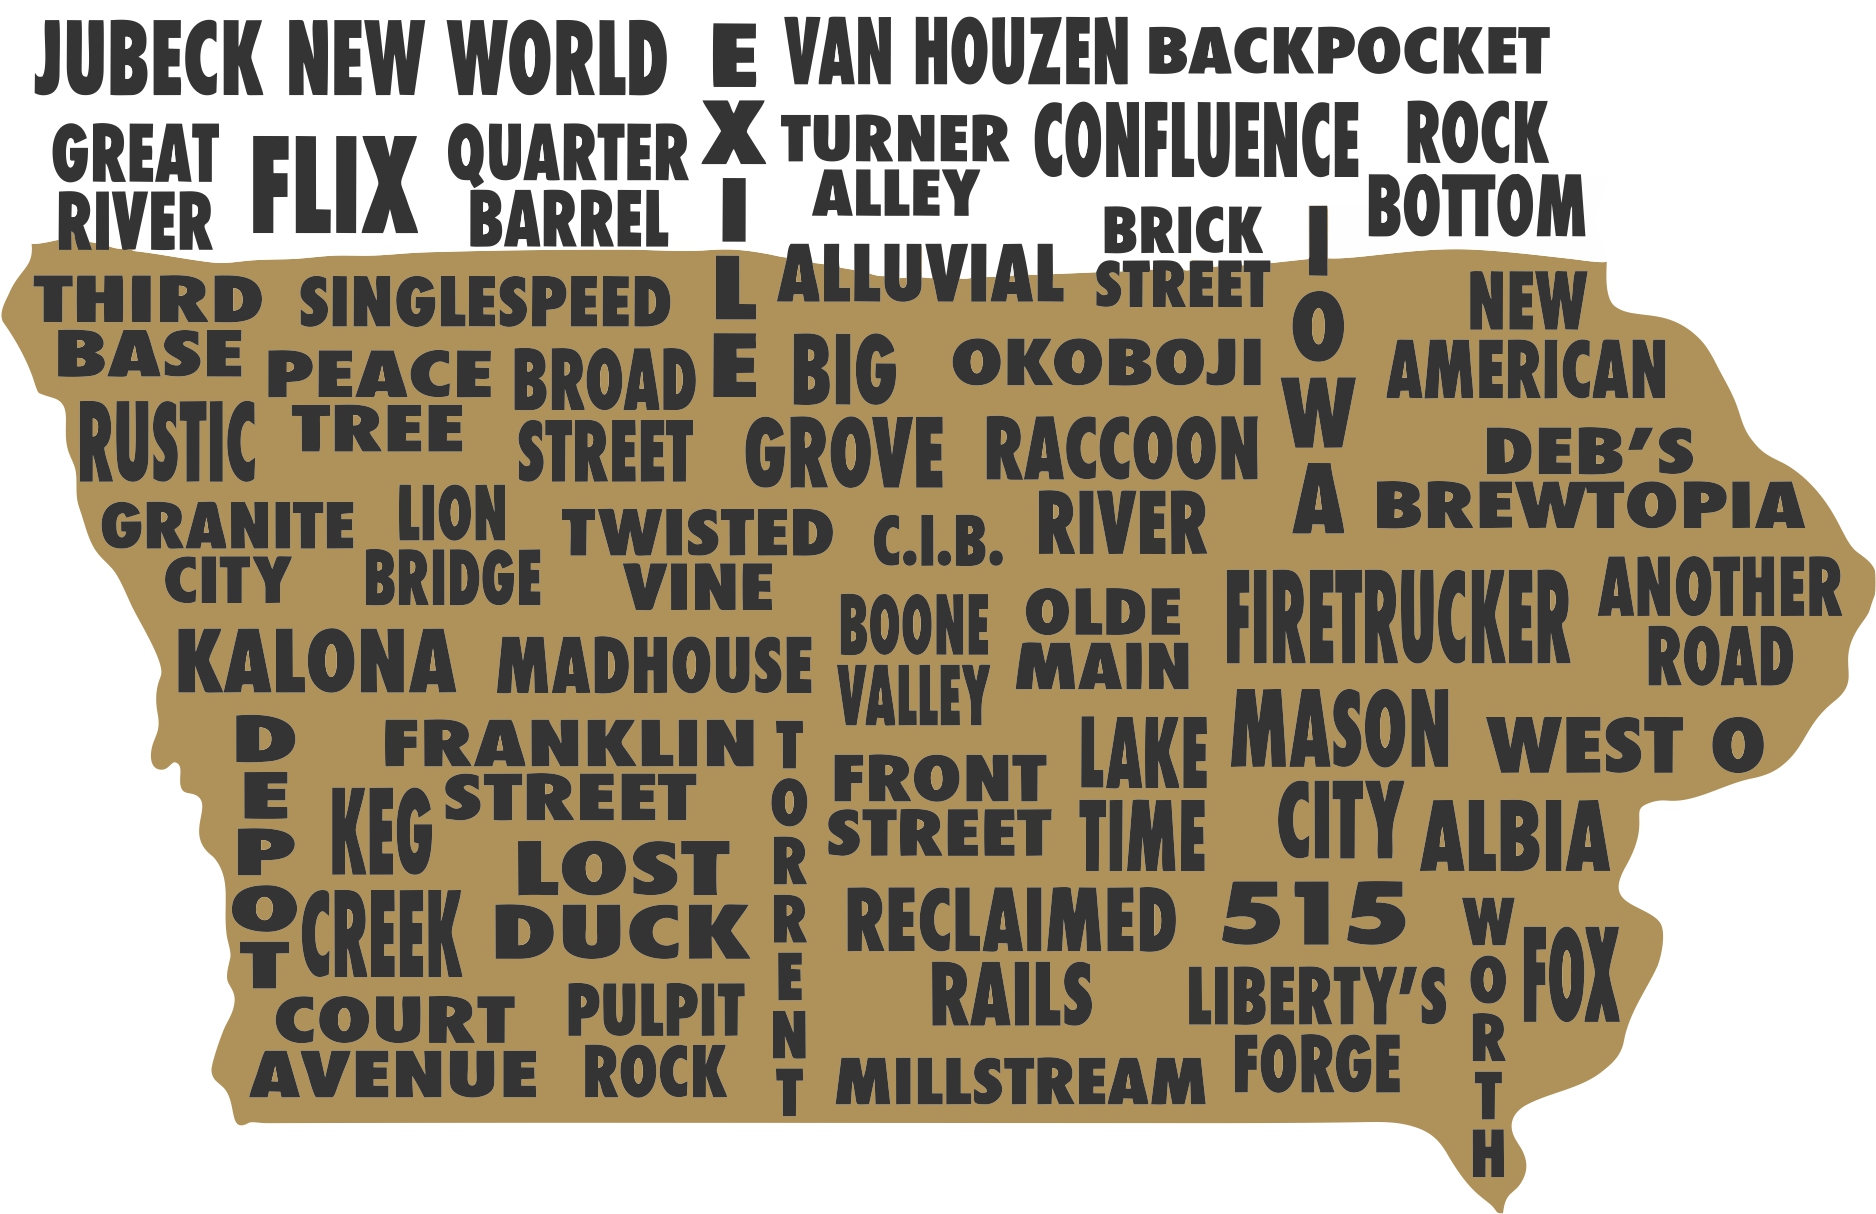 JUBECK NEW WORLD
EXILE
VAN HOUZEN
BACKPOCKET
GREAT
RIVER
FLIX
QUARTER
BARREL
TURNER
ALLEY
CONFLUENCE
ROCK
BOTTOM
BRICK
STREET
IOWA
ALLUVIAL
THIRD
BASE
SINGLESPEED
NEW
AMERICAN
PEACE
TREE
BROAD
STREET
BIG
GROVE
OKOBOJI
RUSTIC
RACCOON
RIVER
DEB'S
BREWTOPIA
GRANITE
CITY
LION
BRIDGE
TWISTED
VINE
C.I.B.
ANOTHER
ROAD
FIRETRUCKER
BOONE
VALLEY
OLDE
MAIN
KALONA
MADHOUSE
MASON
CITY
DEPOT
FRANKLIN
STREET
TORRENT
LAKE
TIME
WEST O
FRONT
STREET
KEG
CREEK
ALBIA
LOST
DUCK
RECLAIMED
RAILS
515
WORTH
FOX
LIBERTY'S
FORGE
COURT
AVENUE
PULPIT
ROCK
MILLSTREAM